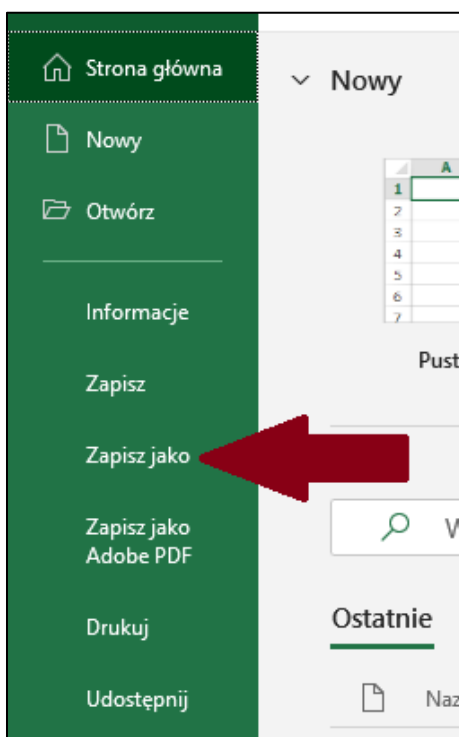 Strona główna
Nowy
Otwórz
Informacje
Zapisz
Zapisz jako
Zapisz jako
Adobe PDF
Drukuj
Udostępnij
Nowy
A
1
2
3
4
5
6
7
Ostatnie